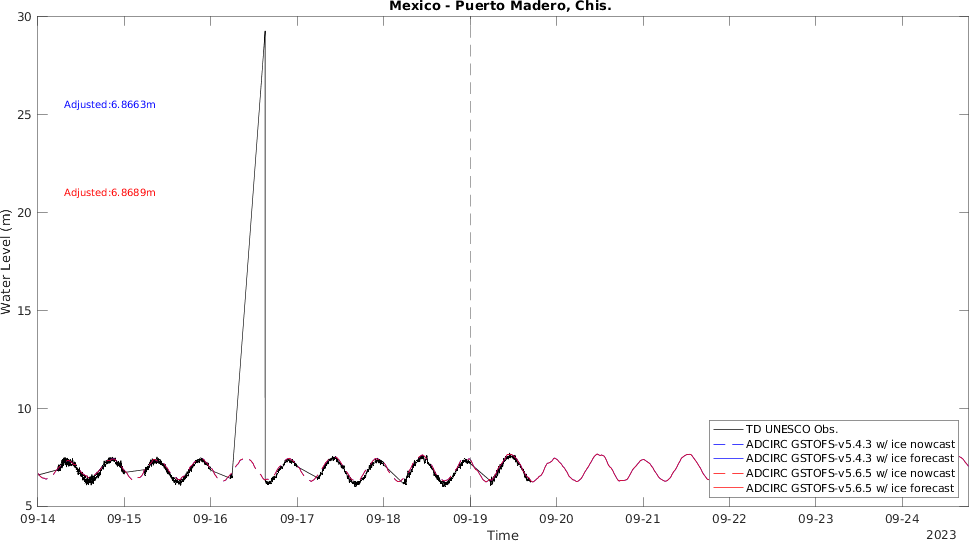 Mexico - Puerto Madero, Chis.
30
25
20
15
10
5
Water Level (m)
Adjusted:6.8663m
Adjusted:6.8689m
TD UNESCO Obs.
ADCIRC GSTOFS-v5.4.3 w/ ice nowcast
ADCIRC GSTOFS-v5.4.3 w/ ice forecast
ADCIRC GSTOFS-v5.6.5 w/ ice nowcast
ADCIRC GSTOFS-v5.6.5 w/ ice forecast
09-14 09-15 09-16 09-17 09-18 09-19 09-20 09-21 09-22 09-23 09-24
Time
2023